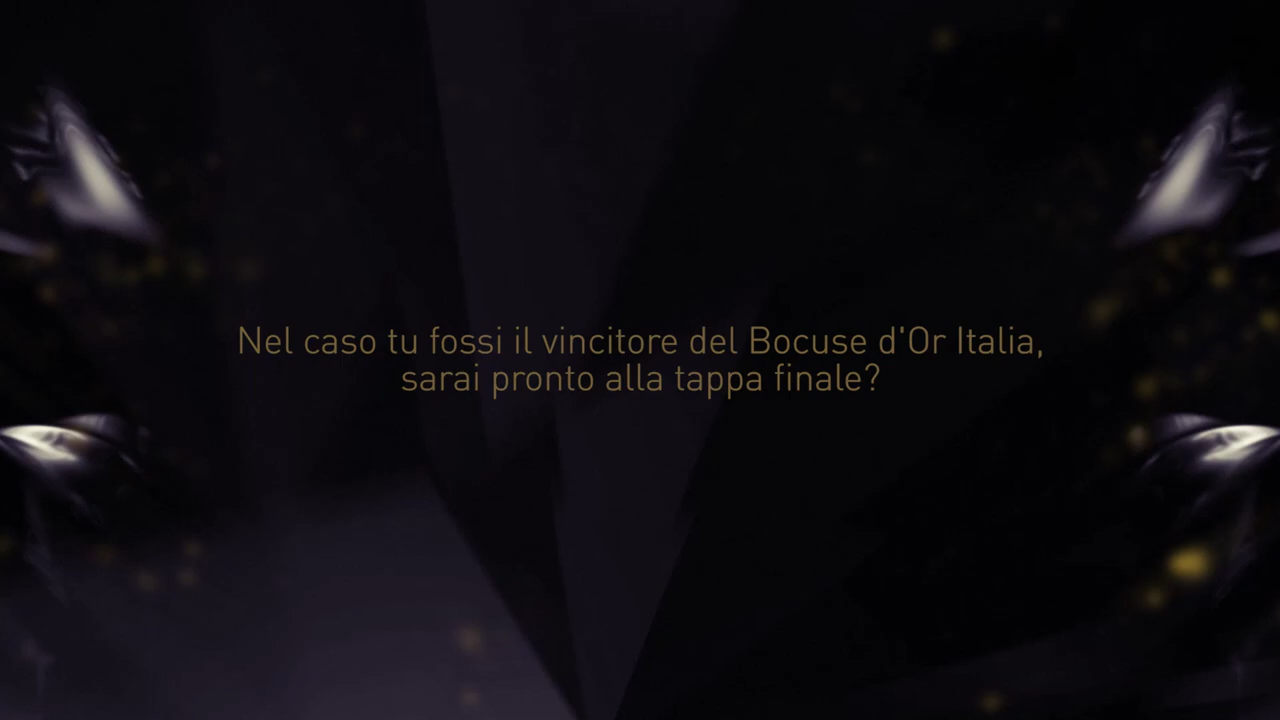 Nel caso tu fossi il vincitore del Bocuse d'Or Italia,
sarai pronto alla tappa finale?